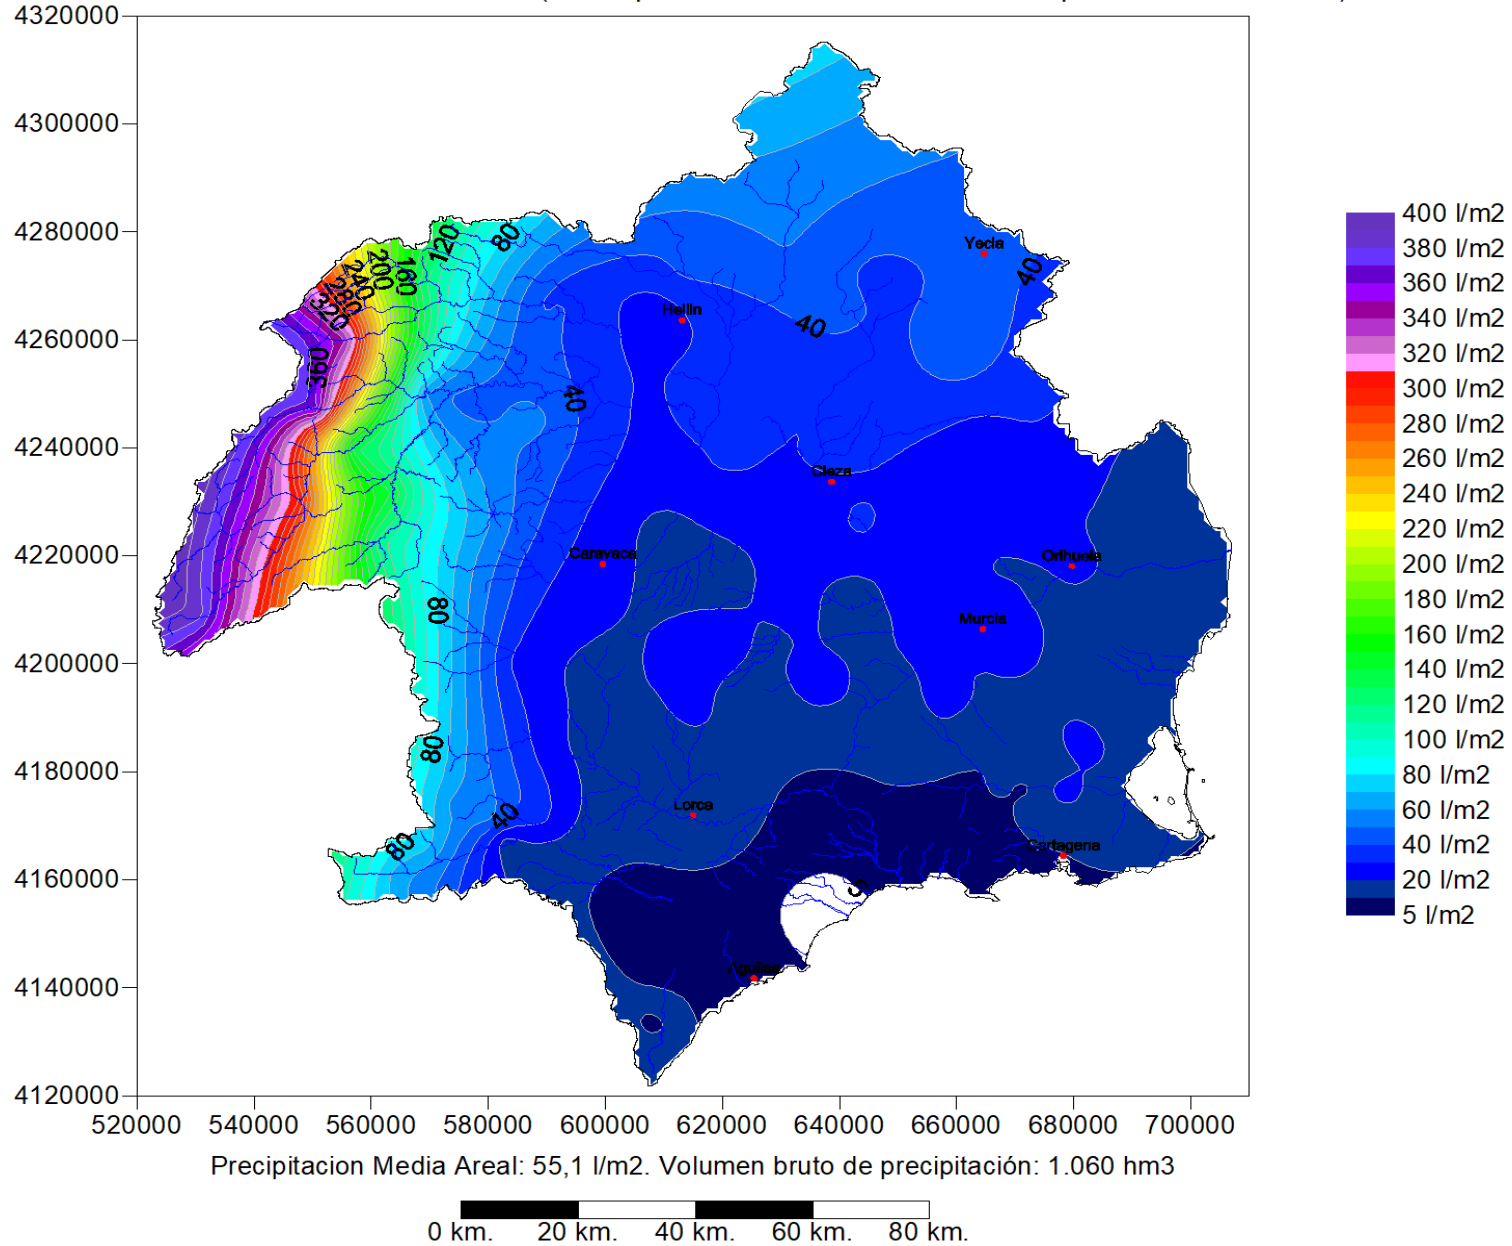 4320000
4300000
4280000
4260000
4240000
4220000
4200000
4180000
4160000
4140000
4120000
520000 540000 560000 580000 600000 620000 640000 660000 680000 700000
120
80
200
160
240
280
320
360
40
40
40
Yecla
Hellin
Cieza
Caravaca
Orihuela
Murcia
80
80
80
40
Lorca
Cartagena
5
Aguilas
400 l/m2
380 l/m2
360 l/m2
340 l/m2
320 l/m2
300 l/m2
280 l/m2
260 l/m2
240 l/m2
220 l/m2
200 l/m2
180 l/m2
160 l/m2
140 l/m2
120 l/m2
100 l/m2
80 l/m2
60 l/m2
40 l/m2
20 l/m2
5 l/m2
Precipitacion Media Areal: 55,1 l/m2. Volumen bruto de precipitación: 1.060 hm3
0 km. 20 km. 40 km. 60 km. 80 km.